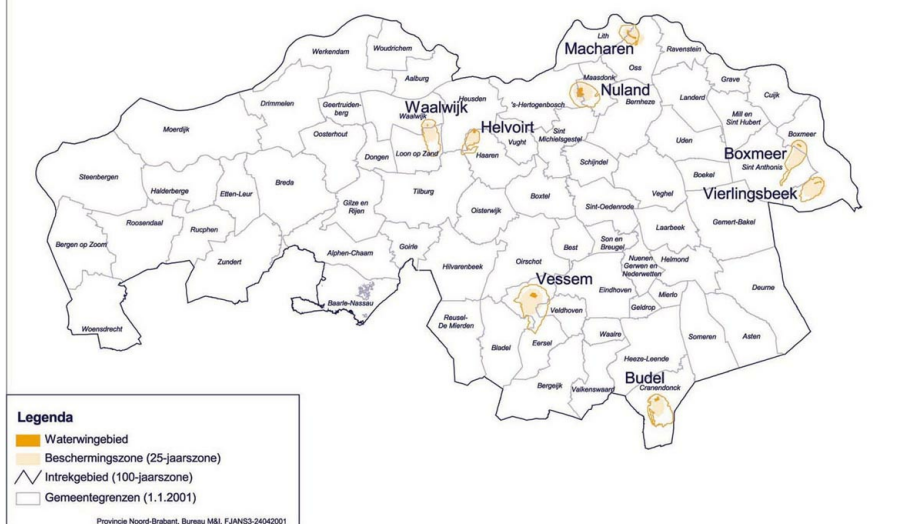 Lith
Macharen
Ravenstein
Werkendam
Woudrichem
Oss
Aalburg
Maasdonk
Grave
Nuland
Bernheze
Landerd
Cuijk
Drimmelen
Geertruiden-
berg
Waalwijk
Waalwijk
Heusden
's-Hertogenbosch
Mill en
Sint Hubert
Moerdijk
Oosterhout
Helvoirt
Vught
Sint
Michielsgestel
Uden
Boxmeer
Dongen
Loon op Zand
Haaren
Schijndel
Boxmeer
Sint Anthonis
Steenbergen
Halderberge
Etten-Leur
Breda
Tilburg
Boxtel
Veghel
Boekel
Vierlingsbeek
Gilze en
Rijen
Oisterwijk
Sint-Oedenrode
Roosendaal
Rucphen
Laarbeek
Gemert-Bakel
Bergen op Zoom
Zundert
Alphen-Chaam
Goirle
Best
Son en
Breugel
Hilvarenbeek
Oirschot
Nuenen
Gerwen en
Nederwetten
Helmond
Vessem
Eindhoven
Deurne
Baarle-Nassau
Mierlo
Geldrop
Veldhoven
Woensdrecht
Reusel-
De Mierden
Waalre
Someren
Asten
Bladel
Eersel
Heeze-Leende
Budel
Bergeijk
Valkenswaard
Cranendonck
Legenda
Waterwingebied
Beschermingszone (25-jaarszone)
Intrekgebied (100-jaarszone)
Gemeentegrenzen (1.1.2001)
Provincie Noord-Brabant, Bureau M&I, FJANS3-24042001